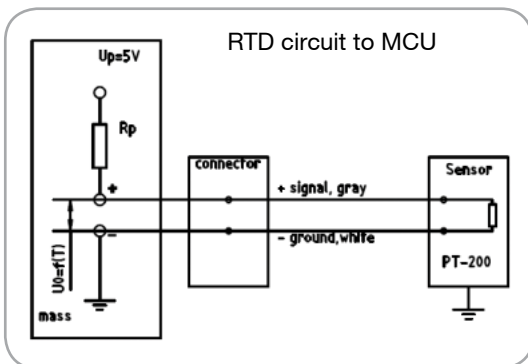 RTD circuit to MCU
Up=5V
Rp
connector
+ signal, gray
Sensor
+
-
- ground,white
U0=f(T)
PT-200
mass